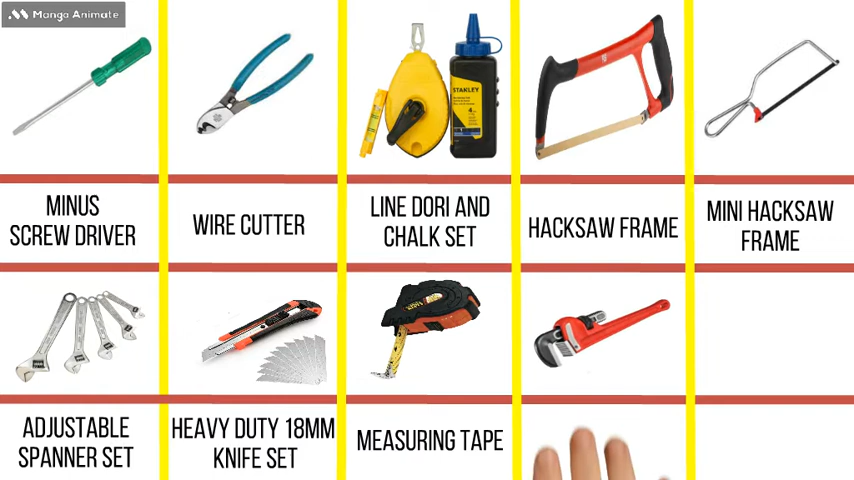 Manga Animate
STANLEY
MINUS
SCREW DRIVER
WIRE CUTTER
LINE DORI AND
CHALK SET
HACKSAW FRAME
MINI HACKSAW
FRAME
ADJUSTABLE
SPANNER SET
HEAVY DUTY 18MM
KNIFE SET
MEASURING TAPE